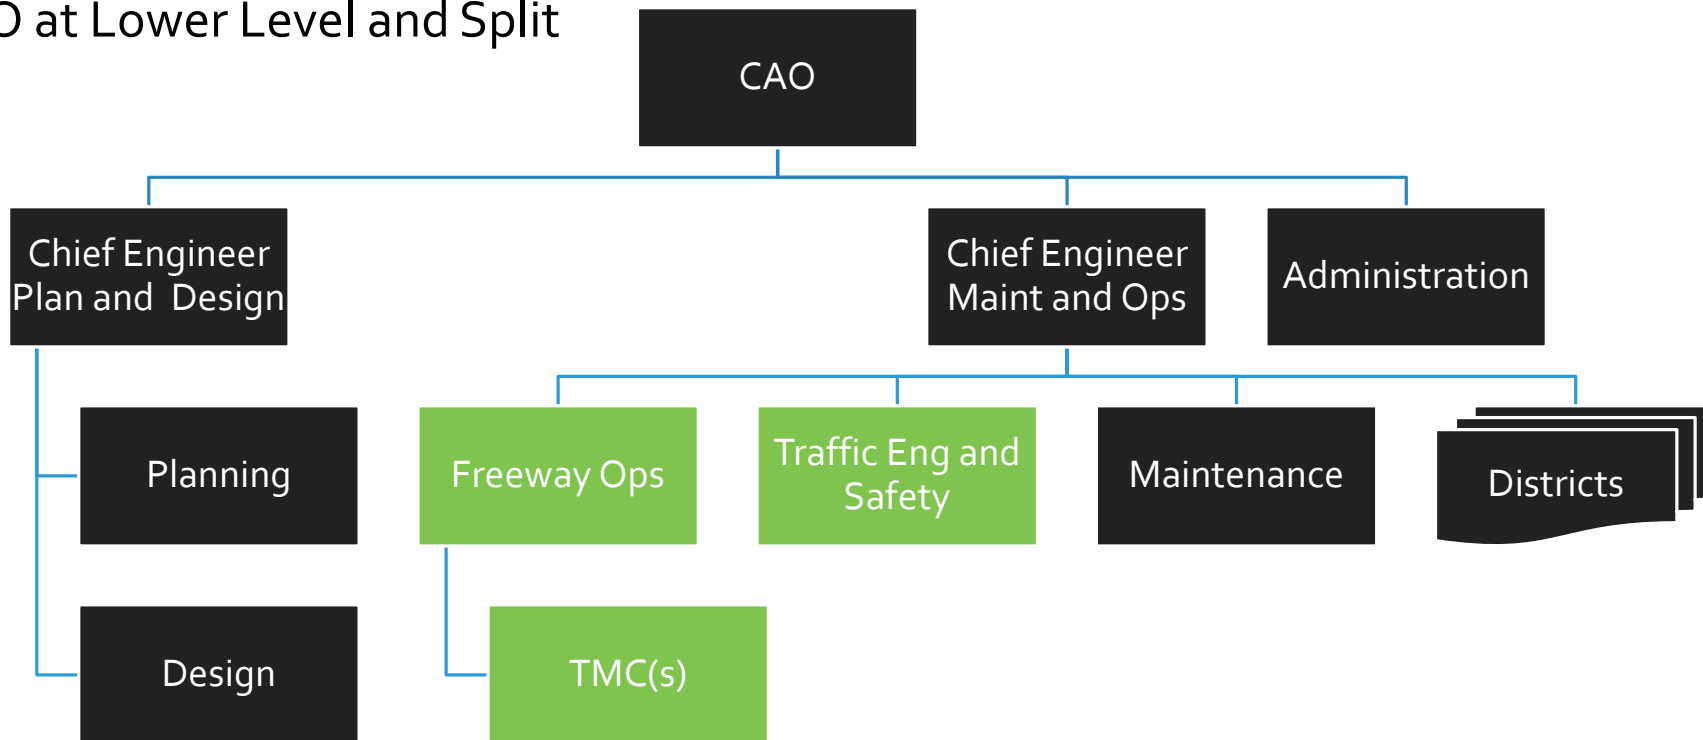 O at Lower Level and Split
CAO
Chief Engineer
Plan and Design
Chief Engineer
Maint and Ops
Administration
Planning
Freeway Ops
Traffic Eng and
Safety
Maintenance
Districts
Design
TMC(s)